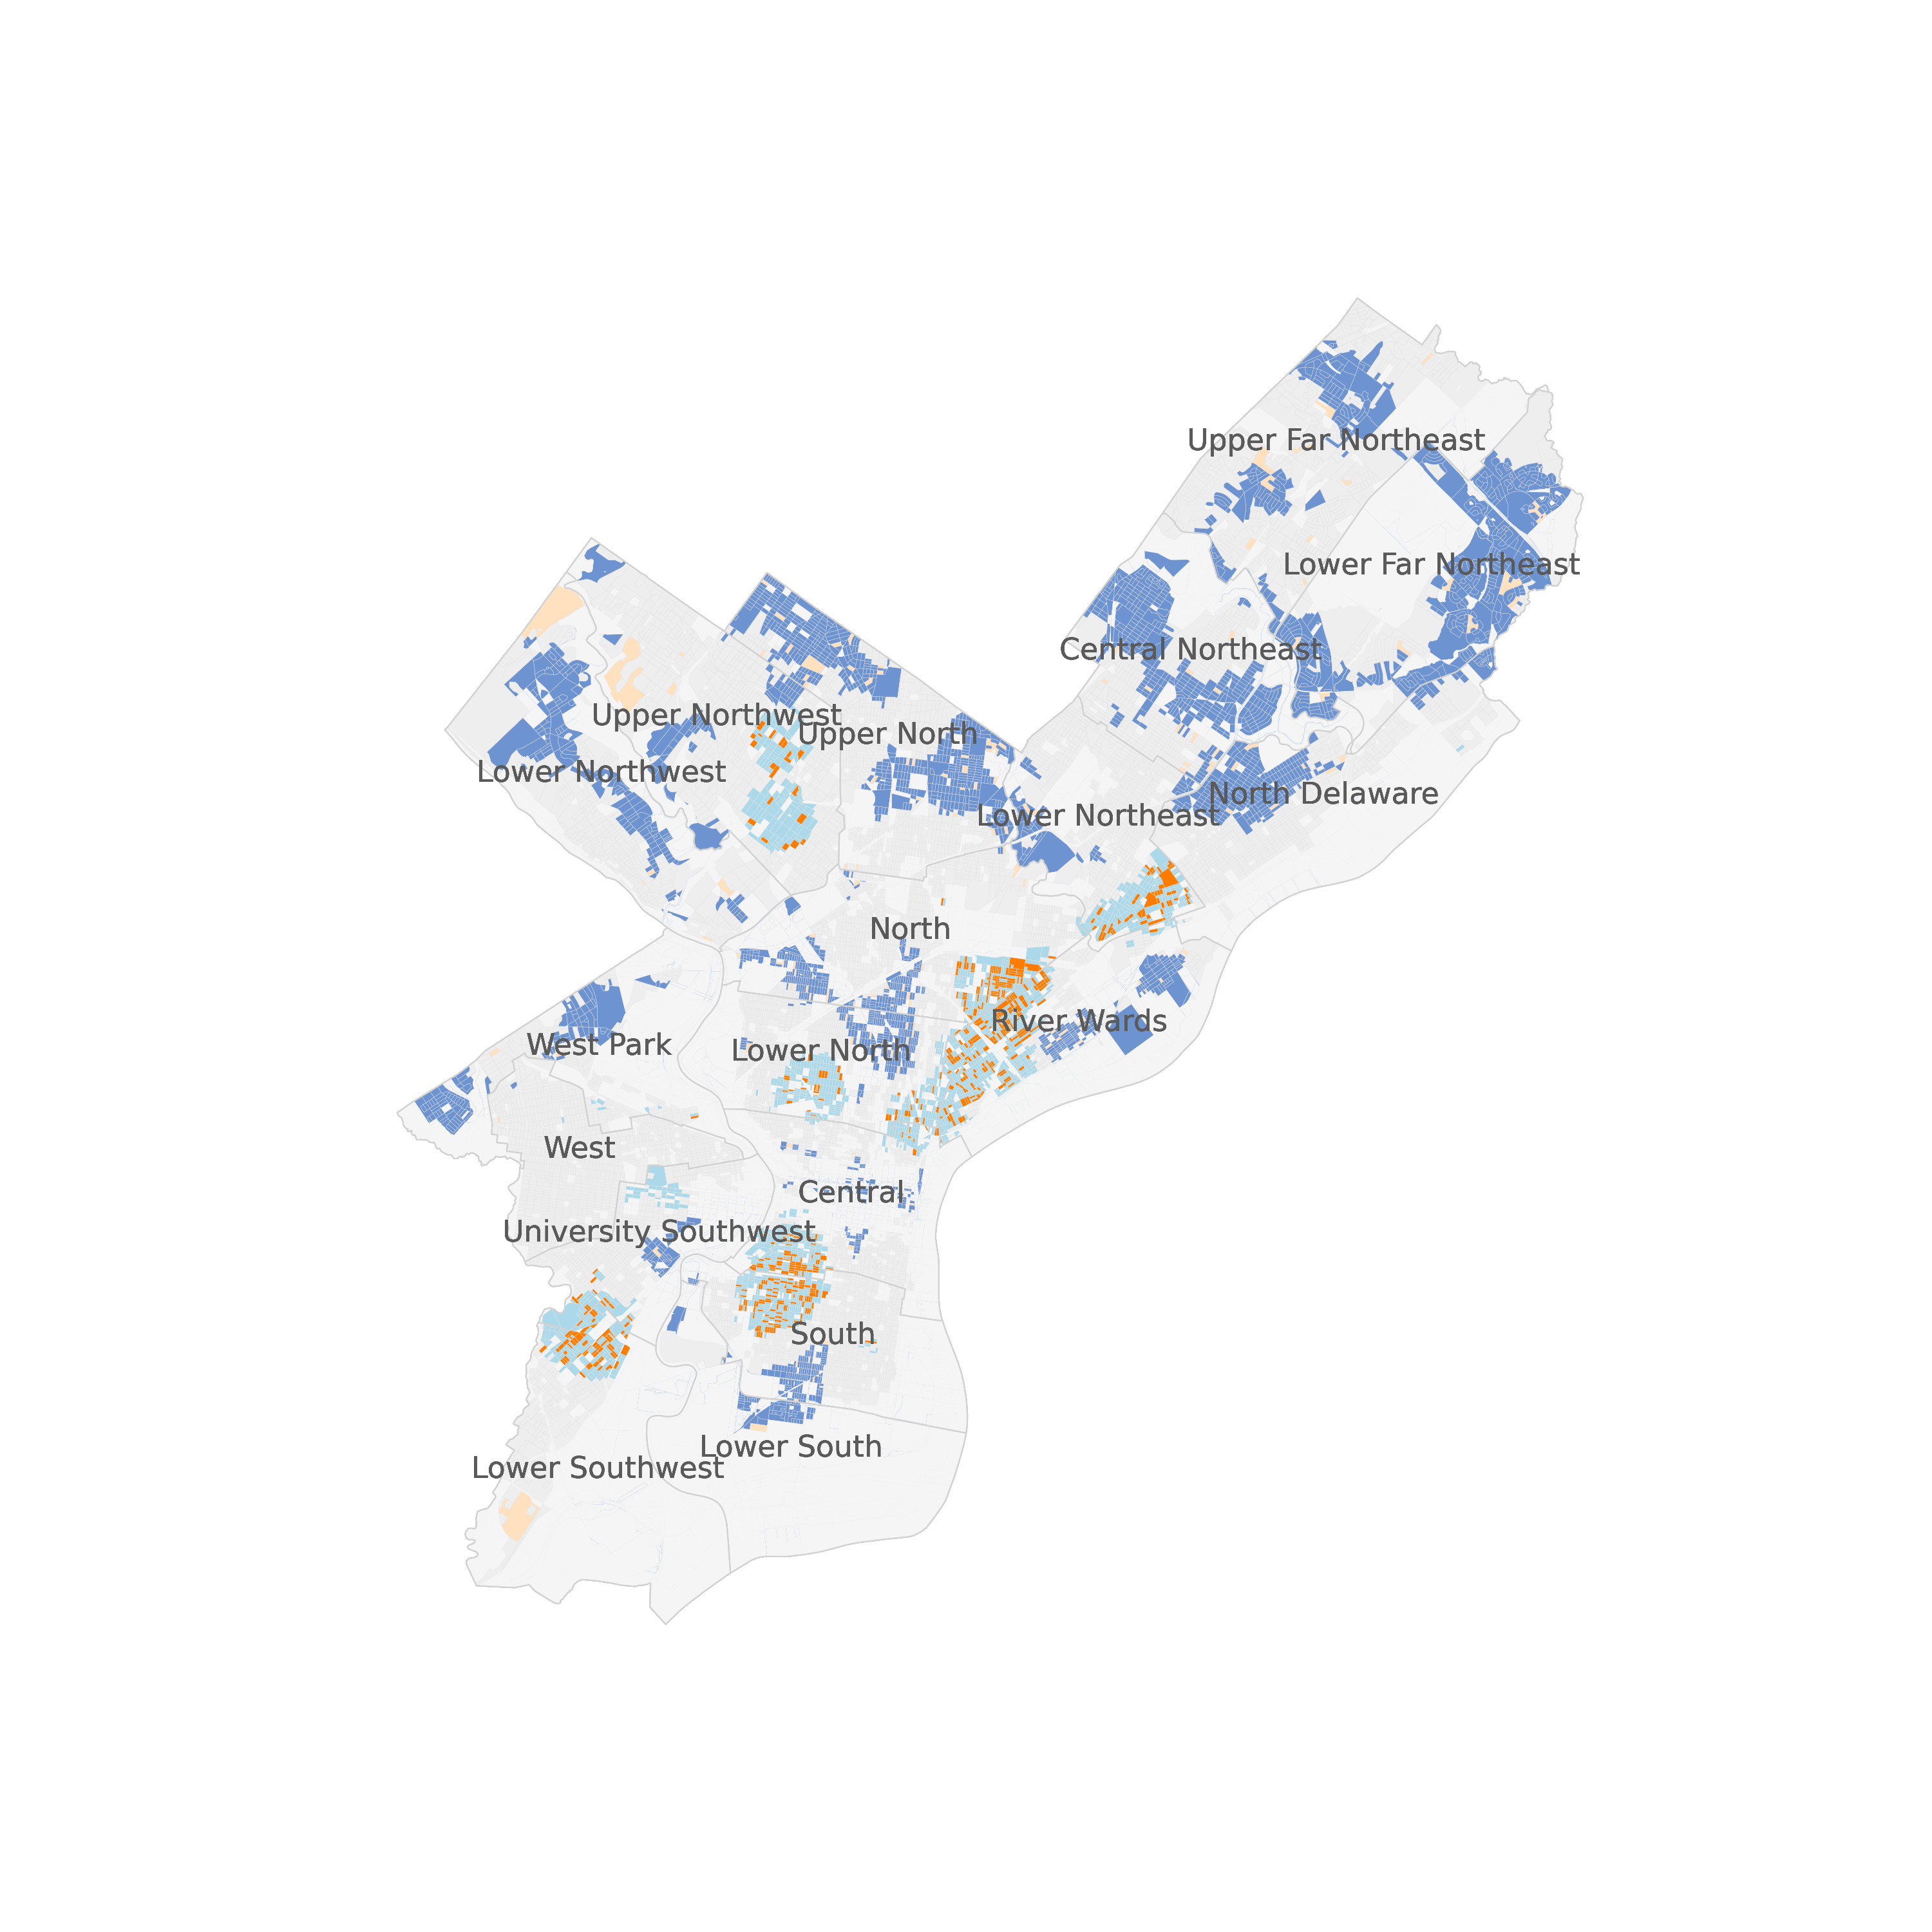 Upper Far Northeast
Lower Far Northeast
Central Northeast
Upper Northwest
Upper North
Lower Northwest
North Delaware
Lower Northeast
North
River Wards
West Park
Lower North
West
Central
University Southwest
South
Lower South
Lower Southwest